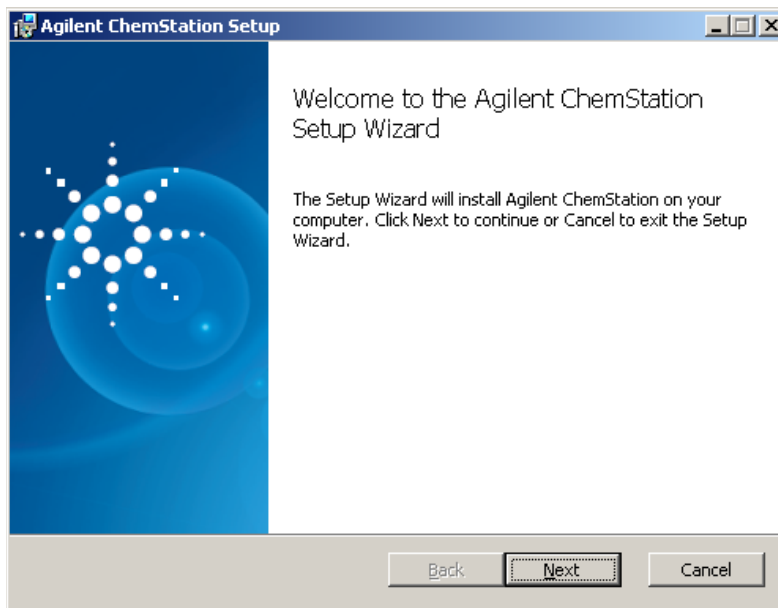 Agilent ChemStation Setup
Welcome to the Agilent ChemStation
Setup Wizard
The Setup Wizard will install Agilent ChemStation on your
computer. Click Next to continue or Cancel to exit the Setup
Wizard.
Back Next Cancel